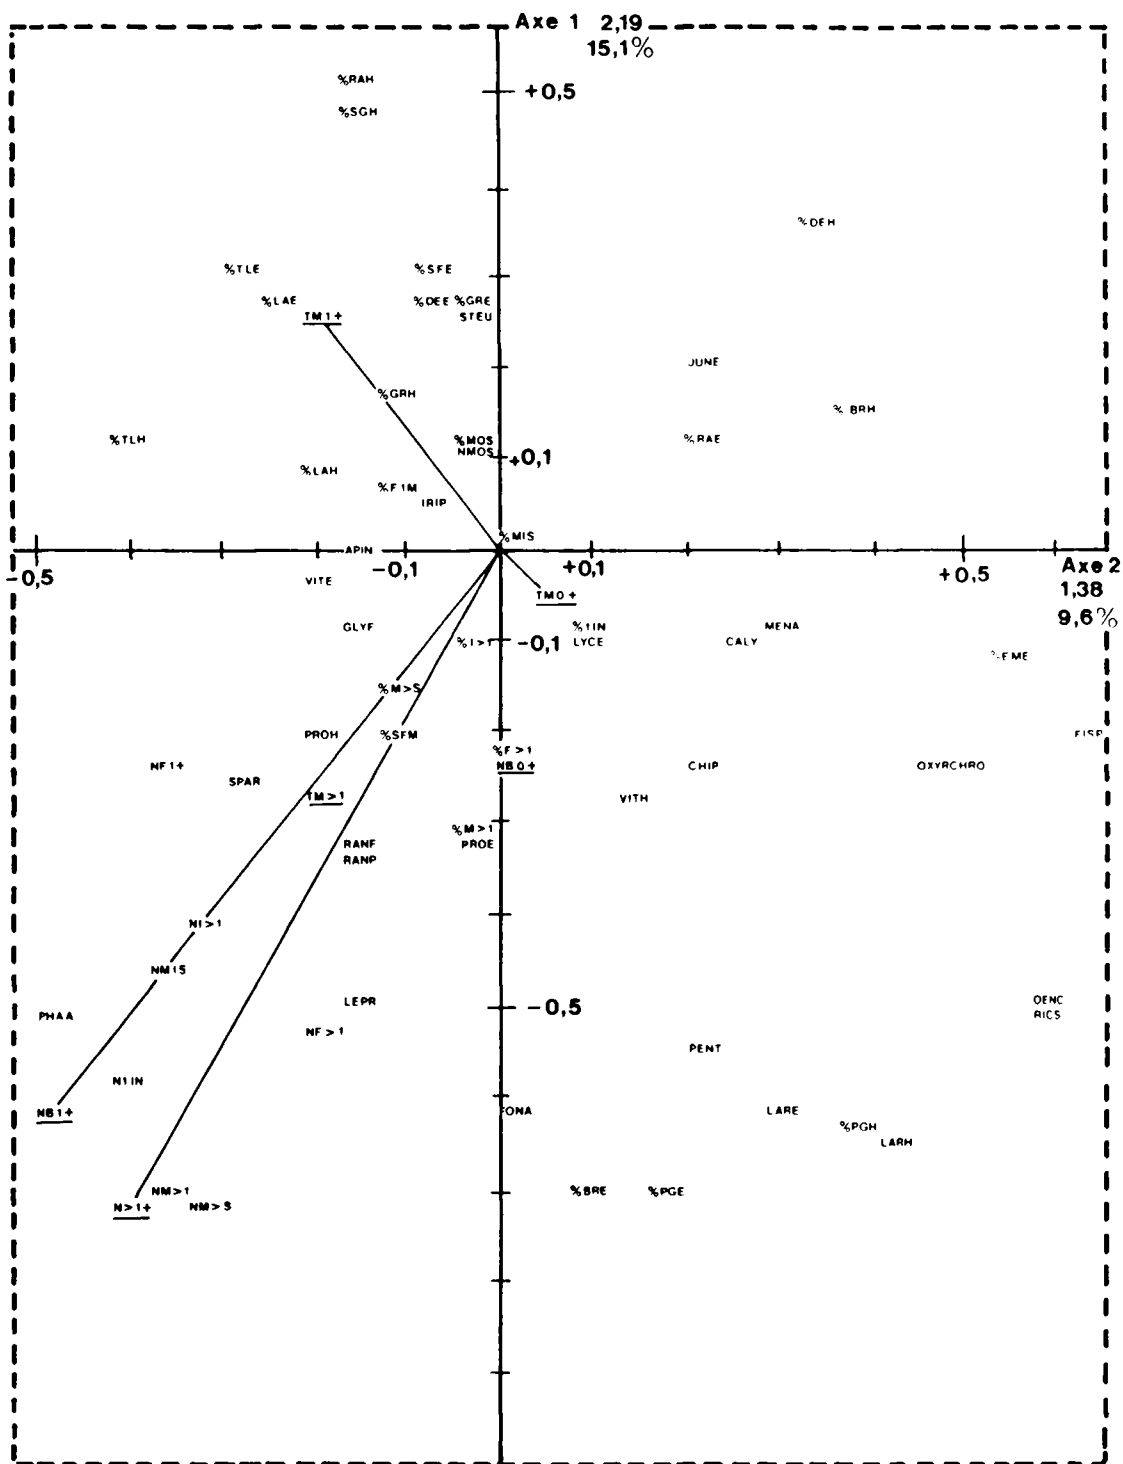 Axe 1 2,19
15,1%
%RAH
+0,5
%SGH
%DEH
%TLE %SFE
%LAE %DEE %GRE
TM1+ STEU
JUNE
%GRH
%BRH
%TLH %MOS %RAE
NMOS +0,1
%LAH
%F1M
IRIP
%MIS
APIN
-0,5 -0,1 +0,1 +0,5 Axe 2
VITE 1,38
TM0+
9,6%
GLYF %1IN MENA
%I>1 -0,1 LYCE CALY
%EME
%M>S
PROH %SFM
%F>1
NF1+ NB0+ CHIP OXYRCHRO
SPAR
TM>1 VITH
%M>1
RANF PROE
RANP
NI>1
NM1S
LEPR -0,5 OENC
PHAA RICS
NF>1
PENT
N1IN
NB1+ FONA LARE
%PGH
LARH
NM>1 %BRE %PGE
N>1+ NM>S